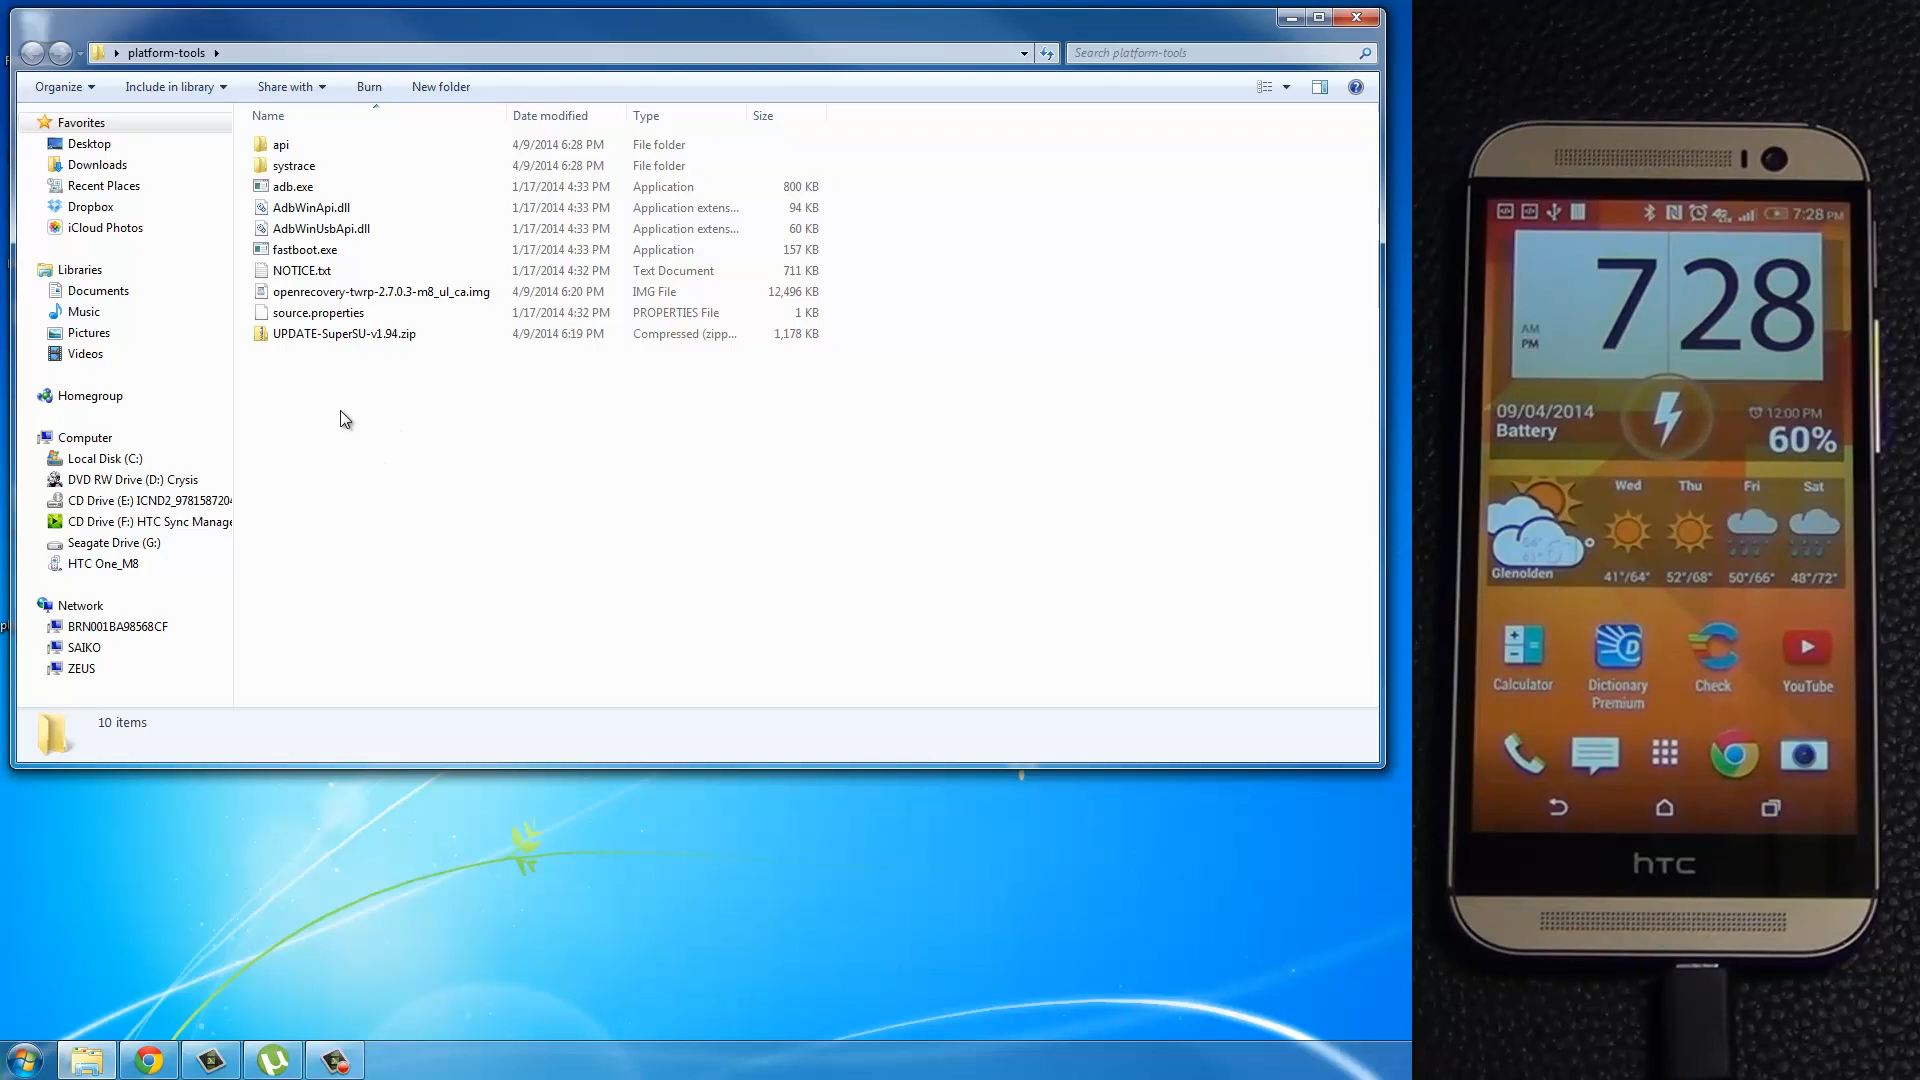 platform-tools
Search platform-tools
Organize
Include in library
Share with
Burn
New folder
Name
Date modified
Type
Size
Favorites
Desktop
Downloads
Recent Places
Dropbox
iCloud Photos
Libraries
Documents
Music
Pictures
Videos
Homegroup
Computer
Local Disk (C:)
DVD RW Drive (D:) Crysis
CD Drive (E:) ICND2_978158720
CD Drive (F:) HTC Sync Manage
Seagate Drive (G:)
HTC One_M8
Network
BRN001BA98568CF
SAIKO
ZEUS
api 4/9/2014 6:28 PM File folder
systrace 4/9/2014 6:28 PM File folder
adb.exe 1/17/2014 4:33 PM Application 800 KB
AdbWinApi.dll 1/17/2014 4:33 PM Application extens... 94 KB
AdbWinUsbApi.dll 1/17/2014 4:33 PM Application extens... 60 KB
fastboot.exe 1/17/2014 4:33 PM Application 157 KB
NOTICE.txt 1/17/2014 4:32 PM Text Document 711 KB
openrecovery-twrp-2.7.0.3-m8_ul_ca.img 4/9/2014 6:20 PM IMG File 12,496 KB
source.properties 1/17/2014 4:32 PM PROPERTIES File 1 KB
UPDATE-SuperSU-v1.94.zip 4/9/2014 6:19 PM Compressed (zipp... 1,178 KB
10 items
7:28 PM
7 28
AM
PM
09/04/2014
Battery
12:00 PM
60%
Wed Thu Fri Sat
Glenolden
41°/64° 52°/68° 50°/66° 48°/72°
Calculator
Dictionary
Premium
Check
YouTube
hTC